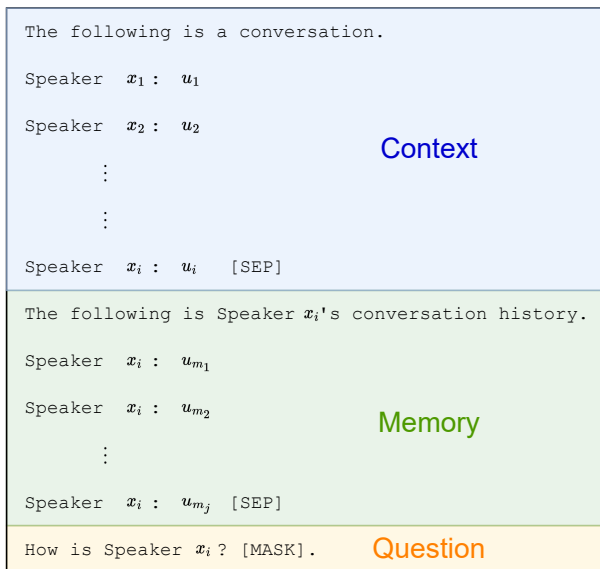 The following is a conversation.
Speaker x₁ : u₁
Speaker x₂ : u₂
Context
⋮
⋮
Speaker xᵢ : uᵢ [SEP]
The following is Speaker xᵢ's conversation history.
Speaker xᵢ : uₘ₁
Speaker xᵢ : uₘ₂
Memory
⋮
Speaker xᵢ : uₘⱼ [SEP]
How is Speaker xᵢ? [MASK]. Question